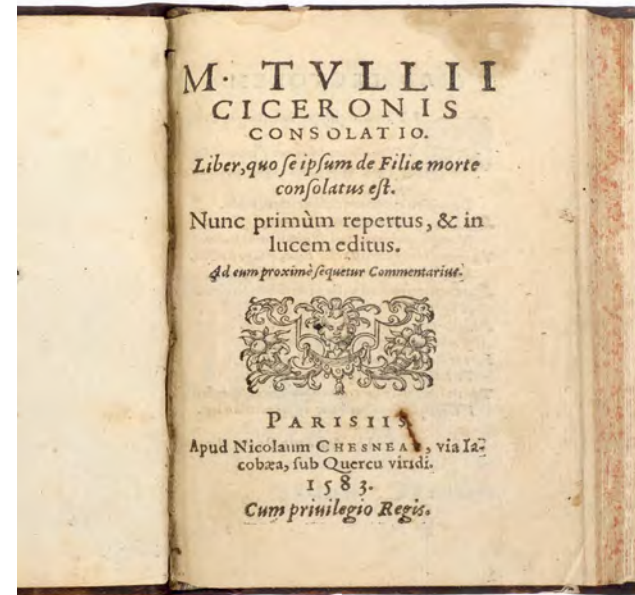 M. TVLLII
CICERONIS
CONSOLATIO.
Liber, quo ſe ipſum de Filiæ morte
conſolatus eſt.
Nunc primùm repertus, & in
lucem editus.
Ad eum proximè ſequetur Commentarius.
PARISIIS,
Apud Nicolaum CHESNEAV, via Ia-
cobæa, ſub Quercu viridi.
1583.
Cum priuilegio Regis.